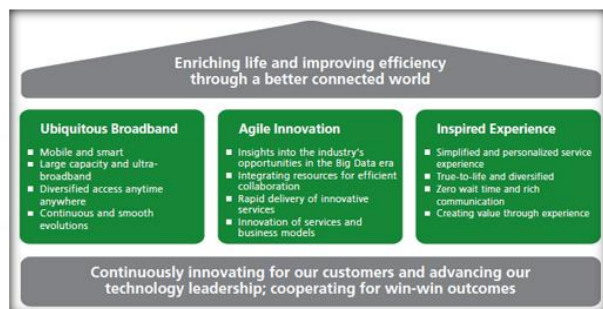 Enriching life and improving efficiency
through a better connected world
Ubiquitous Broadband
■ Mobile and smart
■ Large capacity and ultra-
broadband
■ Diversified access anytime
anywhere
■ Continuous and smooth
evolutions
Agile Innovation
■ Insights into the industry's
opportunities in the Big Data era
■ Integrating resources for efficient
collaboration
■ Rapid delivery of innovative
services
■ Innovation of services and
business models
Inspired Experience
■ Simplified and personalized service
experience
■ True-to-life and diversified
■ Zero wait time and rich
communication
■ Creating value through experience
Continuously innovating for our customers and advancing our
technology leadership; cooperating for win-win outcomes